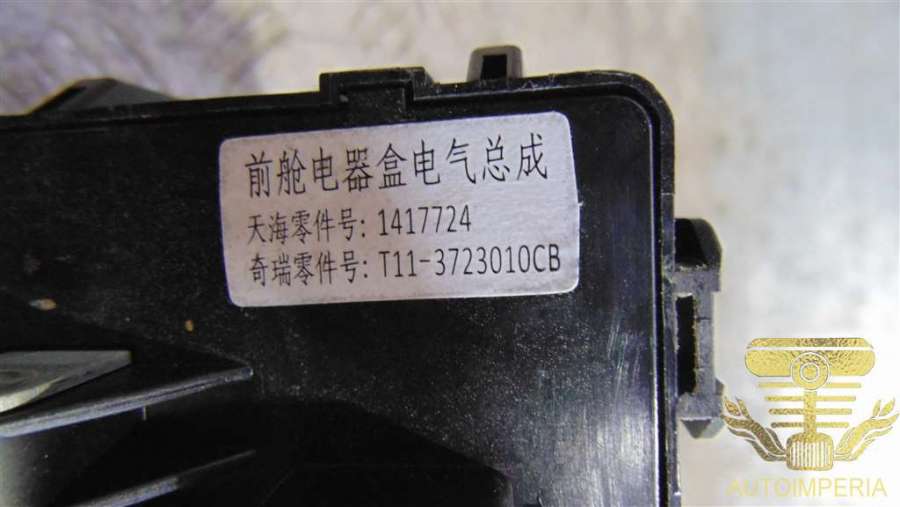 前舱电器盒电气总成
天海零件号: 1417724
奇瑞零件号: T11-3723010CB
AUTOIMPERIA